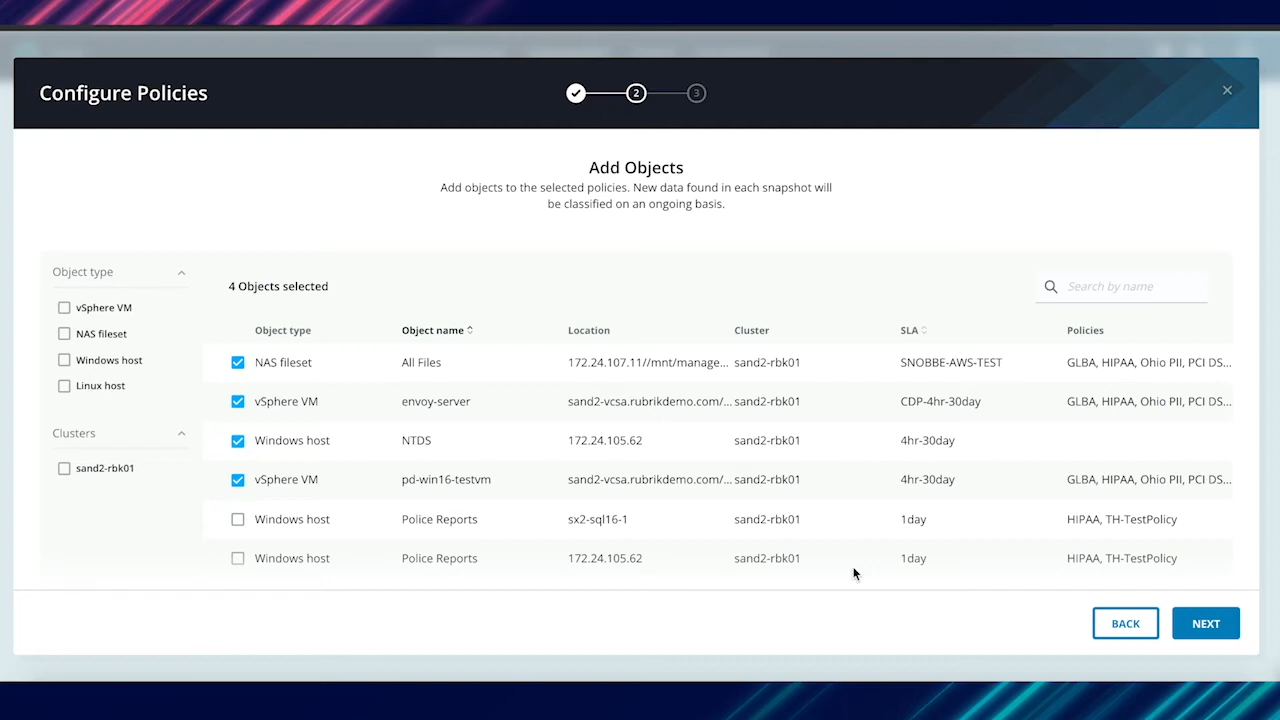 Configure Policies
2
3
Add Objects
Add objects to the selected policies. New data found in each snapshot will
be classified on an ongoing basis.
Object type
vSphere VM
NAS fileset
Windows host
Linux host
Clusters
sand2-rbk01
4 Objects selected
Search by name
Object type Object name Location Cluster SLA Policies
NAS fileset All Files 172.24.107.11//mnt/manage... sand2-rbk01 SNOBBE-AWS-TEST GLBA, HIPAA, Ohio PII, PCI DS...
vSphere VM envoy-server sand2-vcsa.rubrikdemo.com/... sand2-rbk01 CDP-4hr-30day GLBA, HIPAA, Ohio PII, PCI DS...
Windows host NTDS 172.24.105.62 sand2-rbk01 4hr-30day
vSphere VM pd-win16-testvm sand2-vcsa.rubrikdemo.com/... sand2-rbk01 4hr-30day GLBA, HIPAA, Ohio PII, PCI DS...
Windows host Police Reports sx2-sql16-1 sand2-rbk01 1day HIPAA, TH-TestPolicy
Windows host Police Reports 172.24.105.62 sand2-rbk01 1day HIPAA, TH-TestPolicy
BACK
NEXT